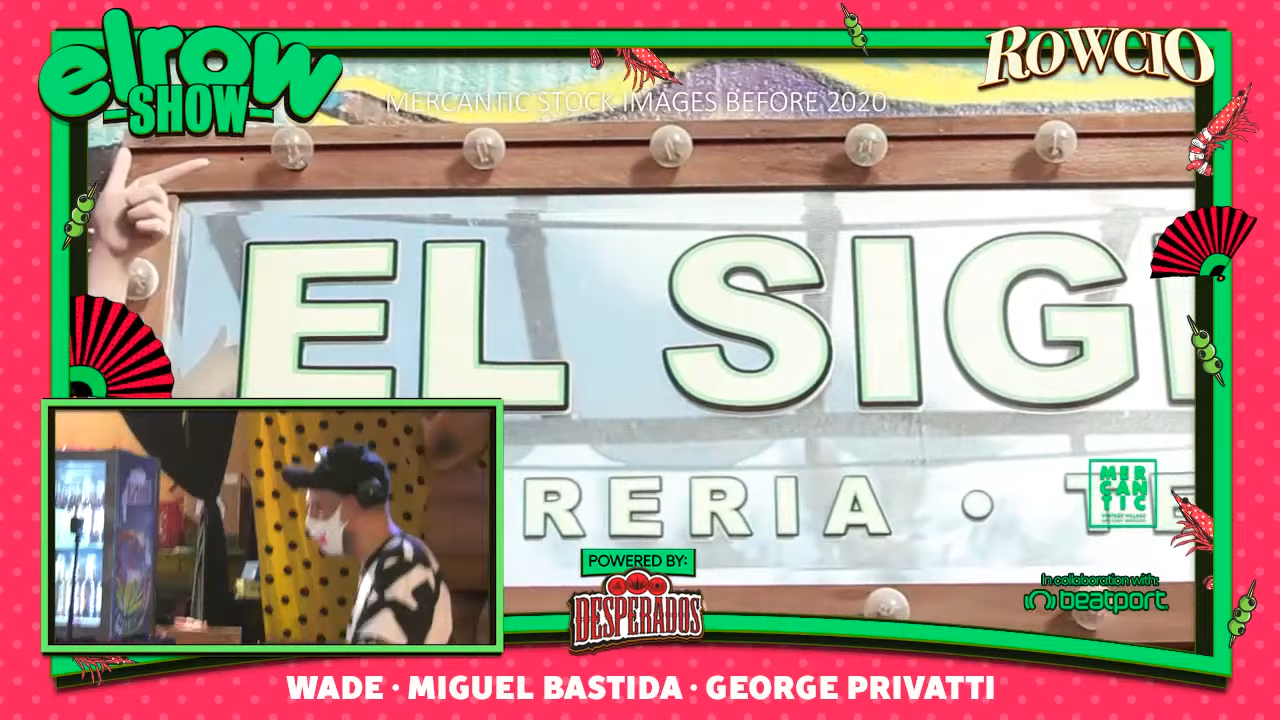 elrow
-SHOW-
ROWCIO
MERCANTIC STOCK IMAGES BEFORE 2020
EL SIG
RERIA • TE
MER
CAN
TIC
POWERED BY:
DESPERADOS
In collaboration with:
beatport.
WADE · MIGUEL BASTIDA · GEORGE PRIVATTI